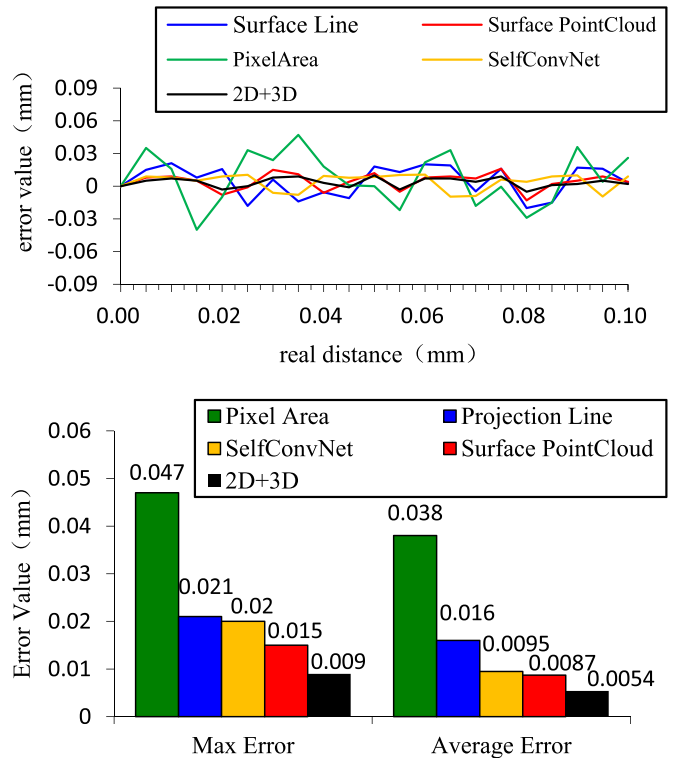 Surface Line Surface PointCloud
PixelArea SelfConvNet
2D+3D
error value（mm）
0.09
0.06
0.03
0
-0.03
-0.06
-0.09
0.00 0.02 0.04 0.06 0.08 0.10
real distance（mm）
Pixel Area Projection Line
SelfConvNet Surface PointCloud
2D+3D
Error Value（mm）
0.06
0.05
0.04
0.03
0.02
0.01
0
0.047
0.021
0.02
0.015
0.009
0.038
0.016
0.0095
0.0087
0.0054
Max Error Average Error